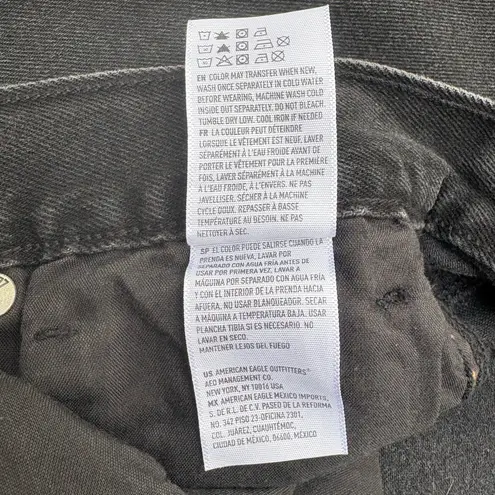 EN COLOR MAY TRANSFER WHEN NEW,
WASH ONCE SEPARATELY IN COLD WATER
BEFORE WEARING, MACHINE WASH COLD
INSIDE OUT SEPARATELY. DO NOT BLEACH.
TUMBLE DRY LOW. COOL IRON IF NEEDED
FR LA COULEUR PEUT DÉTEINDRE
LORSQUE LE VÊTEMENT EST NEUF, LAVER
SÉPARÉMENT À L'EAU FROIDE AVANT DE
PORTER LE VÊTEMENT POUR LA PREMIÈRE
FOIS, LAVER SÉPARÉMENT À LA MACHINE
À L'EAU FROIDE, À L'ENVERS. NE PAS
JAVELLISER. SÉCHER À LA MACHINE
CYCLE DOUX. REPASSER À BASSE
TEMPÉRATURE AU BESOIN. NE PAS
NETTOYER À SEC.
SP EL COLOR PUEDE SALIRSE CUANDO LA
PRENDA ES NUEVA, LAVAR POR
SEPARADO CON AGUA FRÍA ANTES DE
USAR POR PRIMERA VEZ, LAVAR A
MÁQUINA POR SEPARADO CON AGUA FRÍA
Y CON EL INTERIOR DE LA PRENDA HACIA
AFUERA. NO USAR BLANQUEADOR. SECAR
A MÁQUINA A TEMPERATURA BAJA. USAR
PLANCHA TIBIA SI ES NECESARIO. NO
LAVAR EN SECO.
MANTENER LEJOS DEL FUEGO
US AMERICAN EAGLE OUTFITTERS®
AEO MANAGEMENT CO.
NEW YORK, NY 10016 USA
MX AMERICAN EAGLE MEXICO IMPORTS,
S. DE R.L. DE C.V. PASEO DE LA REFORMA
NO. 342 PISO 23-OFICINA 2301,
COL. JUÁREZ, CUAUHTÉMOC,
CIUDAD DE MÉXICO, 06600, MÉXICO